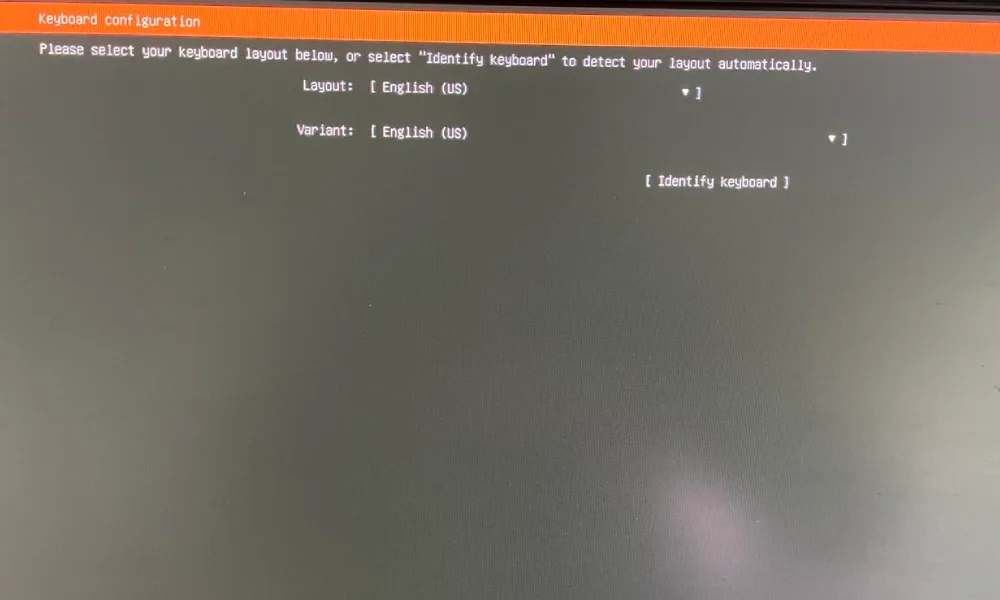 Keyboard configuration
Please select your keyboard layout below, or select "Identify keyboard" to detect your layout automatically.
Layout: [ English (US) ▾ ]
Variant: [ English (US) ▾ ]
[ Identify keyboard ]